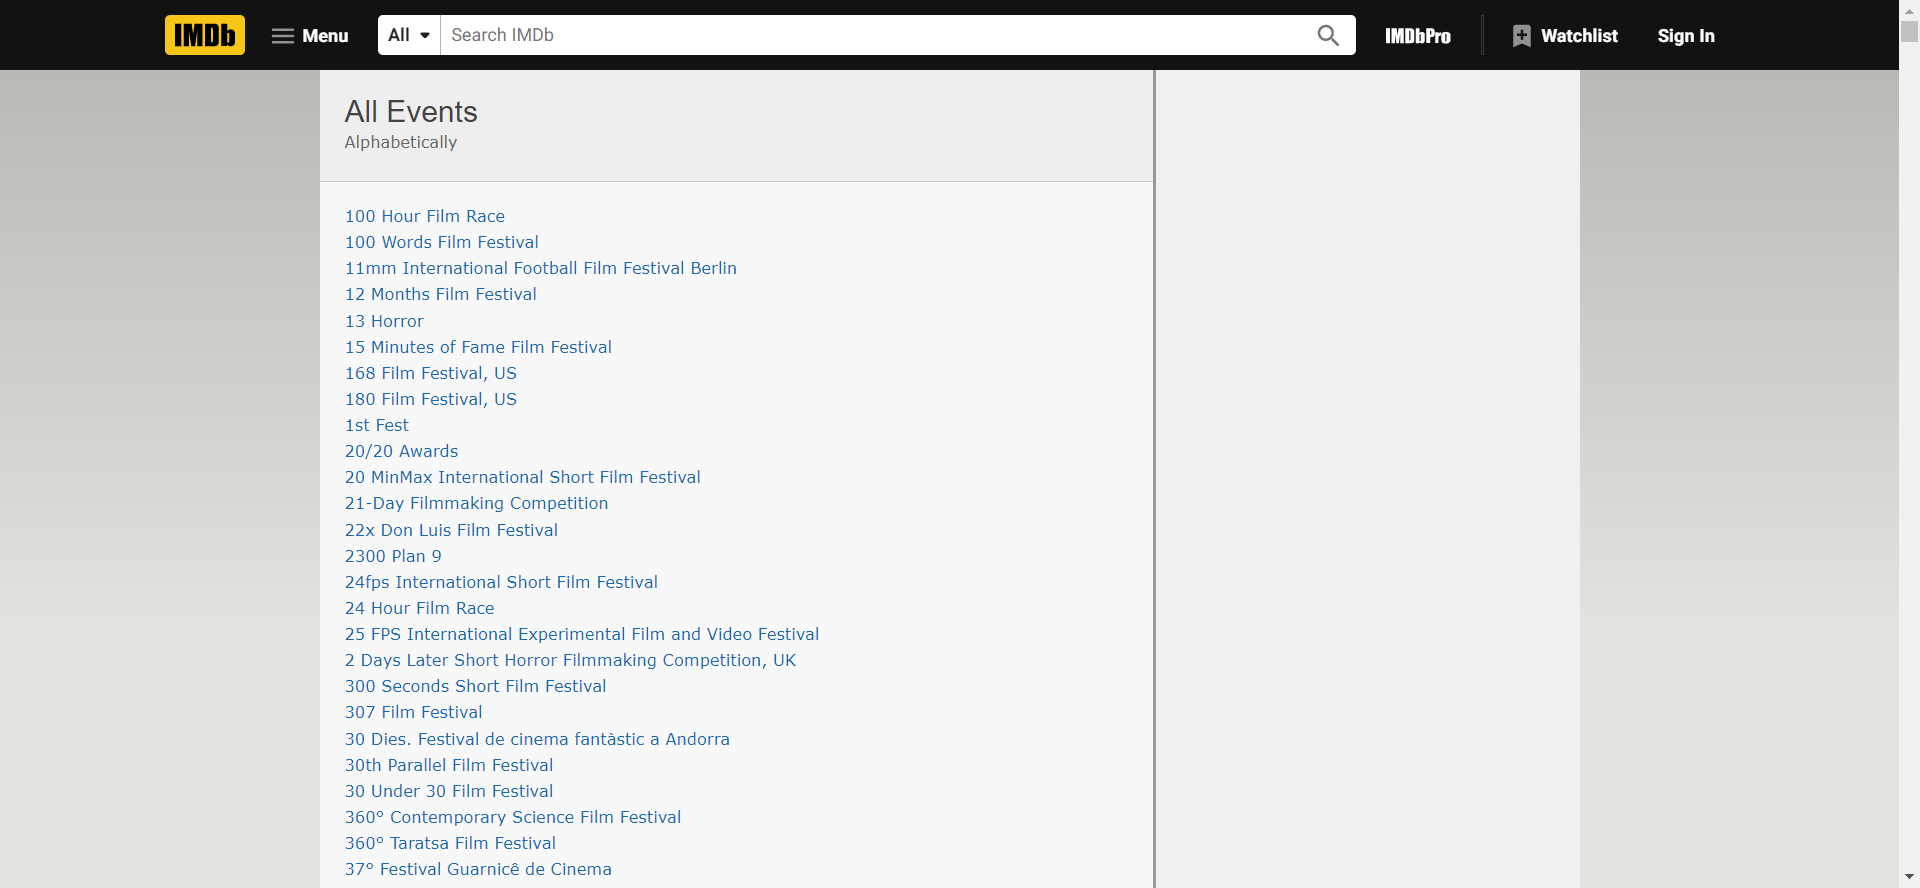 IMDb Menu All Search IMDb IMDbPro Watchlist Sign In
All Events
Alphabetically
100 Hour Film Race
100 Words Film Festival
11mm International Football Film Festival Berlin
12 Months Film Festival
13 Horror
15 Minutes of Fame Film Festival
168 Film Festival, US
180 Film Festival, US
1st Fest
20/20 Awards
20 MinMax International Short Film Festival
21-Day Filmmaking Competition
22x Don Luis Film Festival
2300 Plan 9
24fps International Short Film Festival
24 Hour Film Race
25 FPS International Experimental Film and Video Festival
2 Days Later Short Horror Filmmaking Competition, UK
300 Seconds Short Film Festival
307 Film Festival
30 Dies. Festival de cinema fantàstic a Andorra
30th Parallel Film Festival
30 Under 30 Film Festival
360° Contemporary Science Film Festival
360° Taratsa Film Festival
37° Festival Guarnicê de Cinema